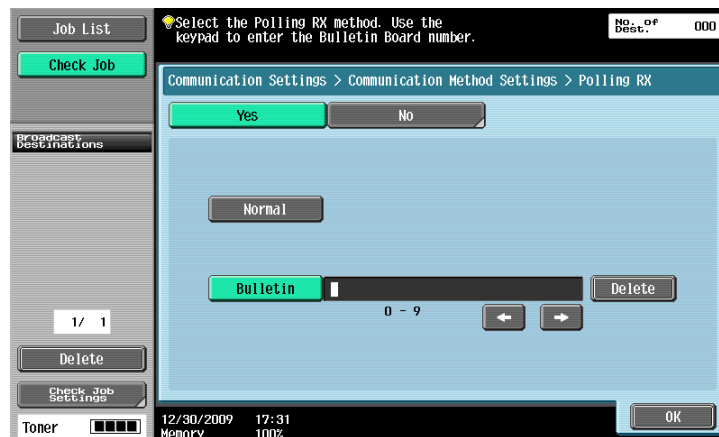 Job List
Check Job
Select the Polling RX method. Use the
keypad to enter the Bulletin Board number.
No. of
Dest.
000
Communication Settings > Communication Method Settings > Polling RX
Yes
No
Broadcast
Destinations
Normal
Bulletin
Delete
0 - 9
1/ 1
Delete
Check Job
Settings
Toner
12/30/2009 17:31
Memory 100%
OK